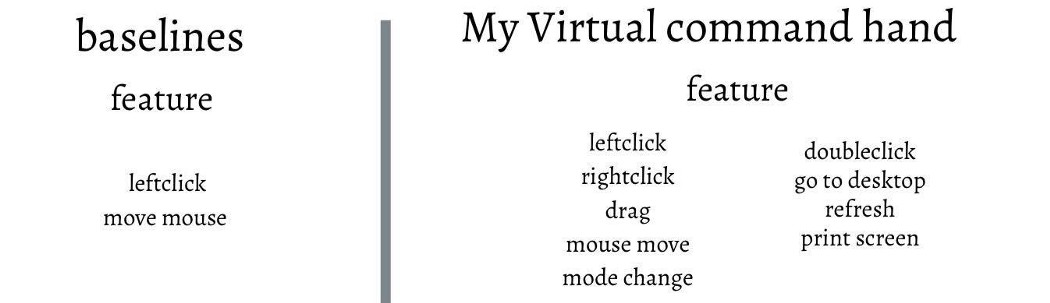 baselines
feature
leftclick
move mouse
My Virtual command hand
feature
leftclick
rightclick
drag
mouse move
mode change
doubleclick
go to desktop
refresh
print screen